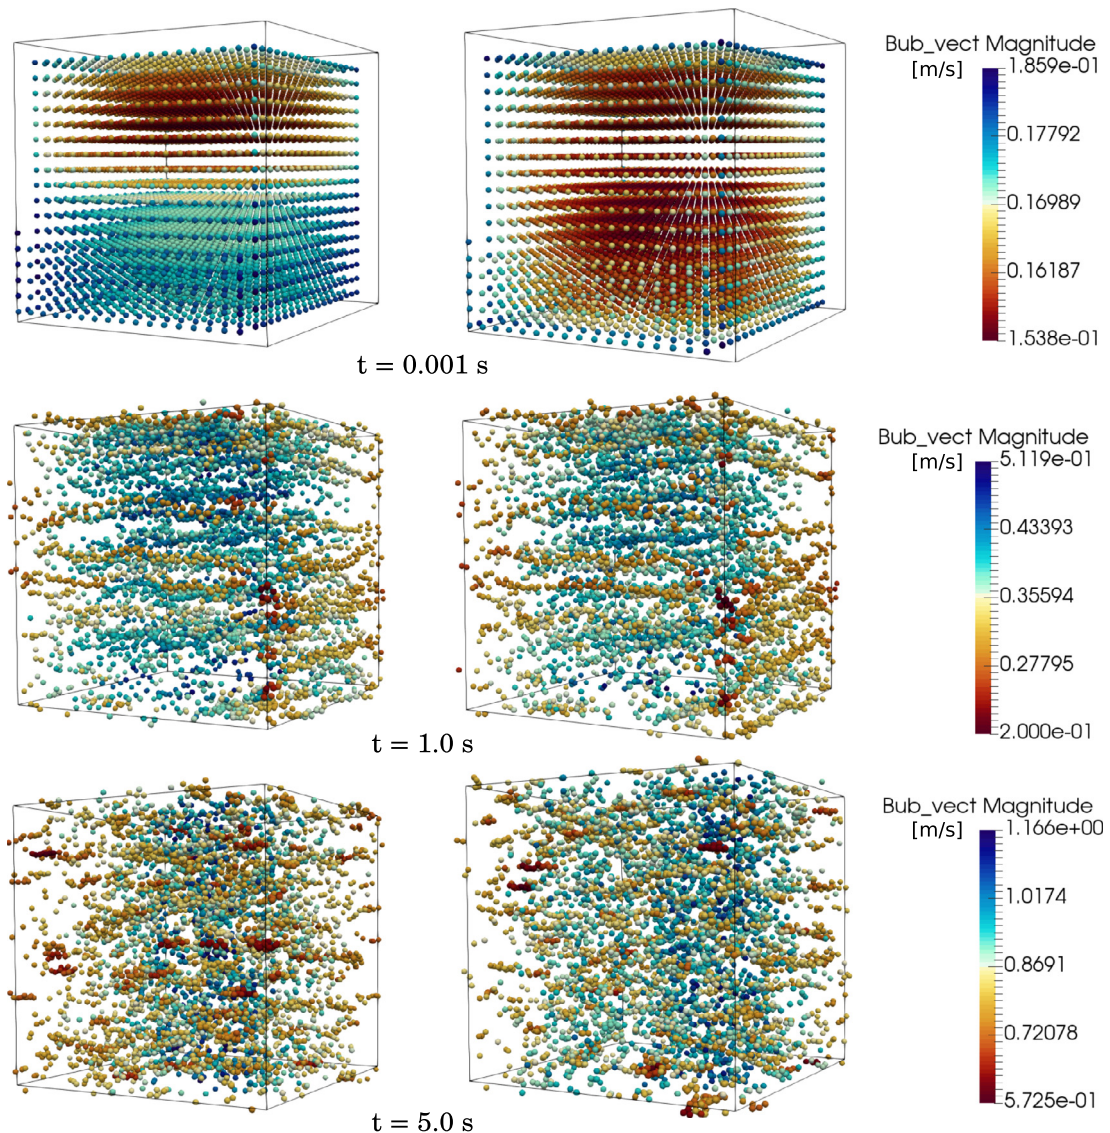 Bub_vect Magnitude
[m/s]
1.859e-01
0.17792
0.16989
0.16187
1.538e-01
t = 0.001 s
Bub_vect Magnitude
[m/s]
5.119e-01
0.43393
0.35594
0.27795
2.000e-01
t = 1.0 s
Bub_vect Magnitude
[m/s]
1.166e+00
1.0174
0.8691
0.72078
5.725e-01
t = 5.0 s